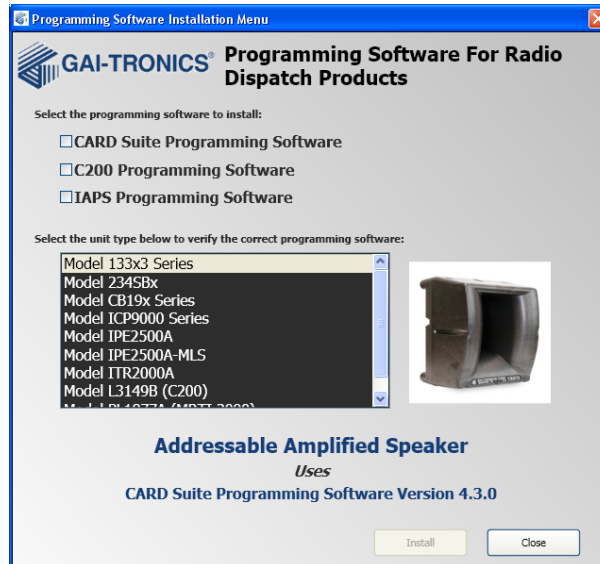 Programming Software Installation Menu
GAI-TRONICS®
Programming Software For Radio
Dispatch Products
Select the programming software to install:
CARD Suite Programming Software
C200 Programming Software
IAPS Programming Software
Select the unit type below to verify the correct programming software:
Model 133x3 Series
Model 234SBx
Model CB19x Series
Model ICP9000 Series
Model IPE2500A
Model IPE2500A-MLS
Model ITR2000A
Model L3149B (C200)
Addressable Amplified Speaker
Uses
CARD Suite Programming Software Version 4.3.0
Install
Close